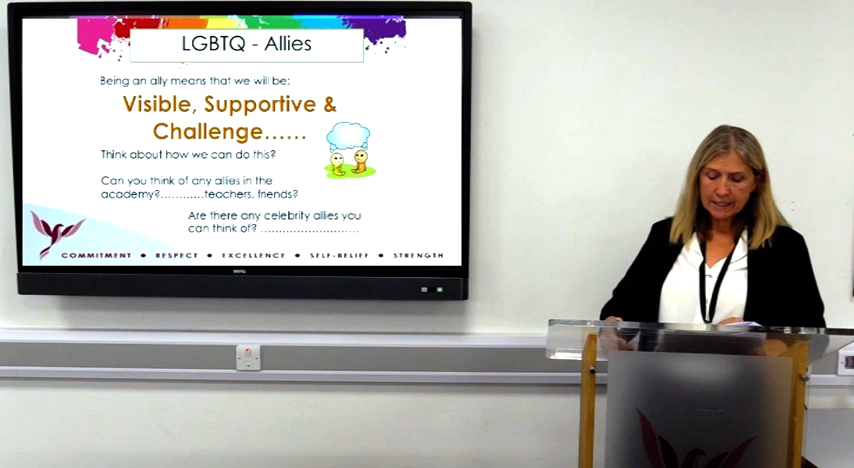 LGBTQ - Allies
Being an ally means that we will be:
Visible, Supportive &
Challenge......
Think about how we can do this?
Can you think of any allies in the
academy?............teachers, friends?
Are there any celebrity allies you
can think of? ...........................
COMMITMENT ● RESPECT ● EXCELLENCE ● SELF-BELIEF ● STRENGTH
BENQ